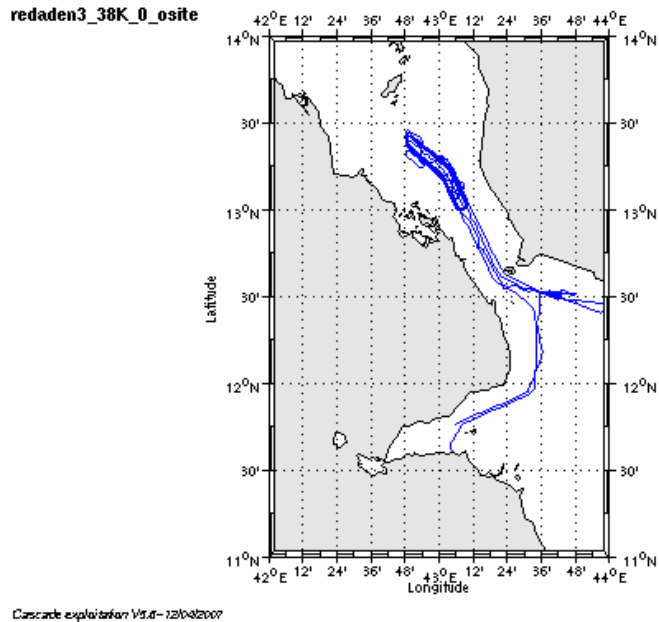 redaden3_38K_0_osite
42°E 12' 24' 36' 48' 43°E 12' 24' 36' 48' 44°E
14°N 14°N
30' 30'
13°N 13°N
30' 30'
Latitude
12°N 12°N
30' 30'
11°N 11°N
42°E 12' 24' 36' 48' 43°E 12' 24' 36' 48' 44°E
Longitude
Cascade exploitation V5.6 - 12/04/2007